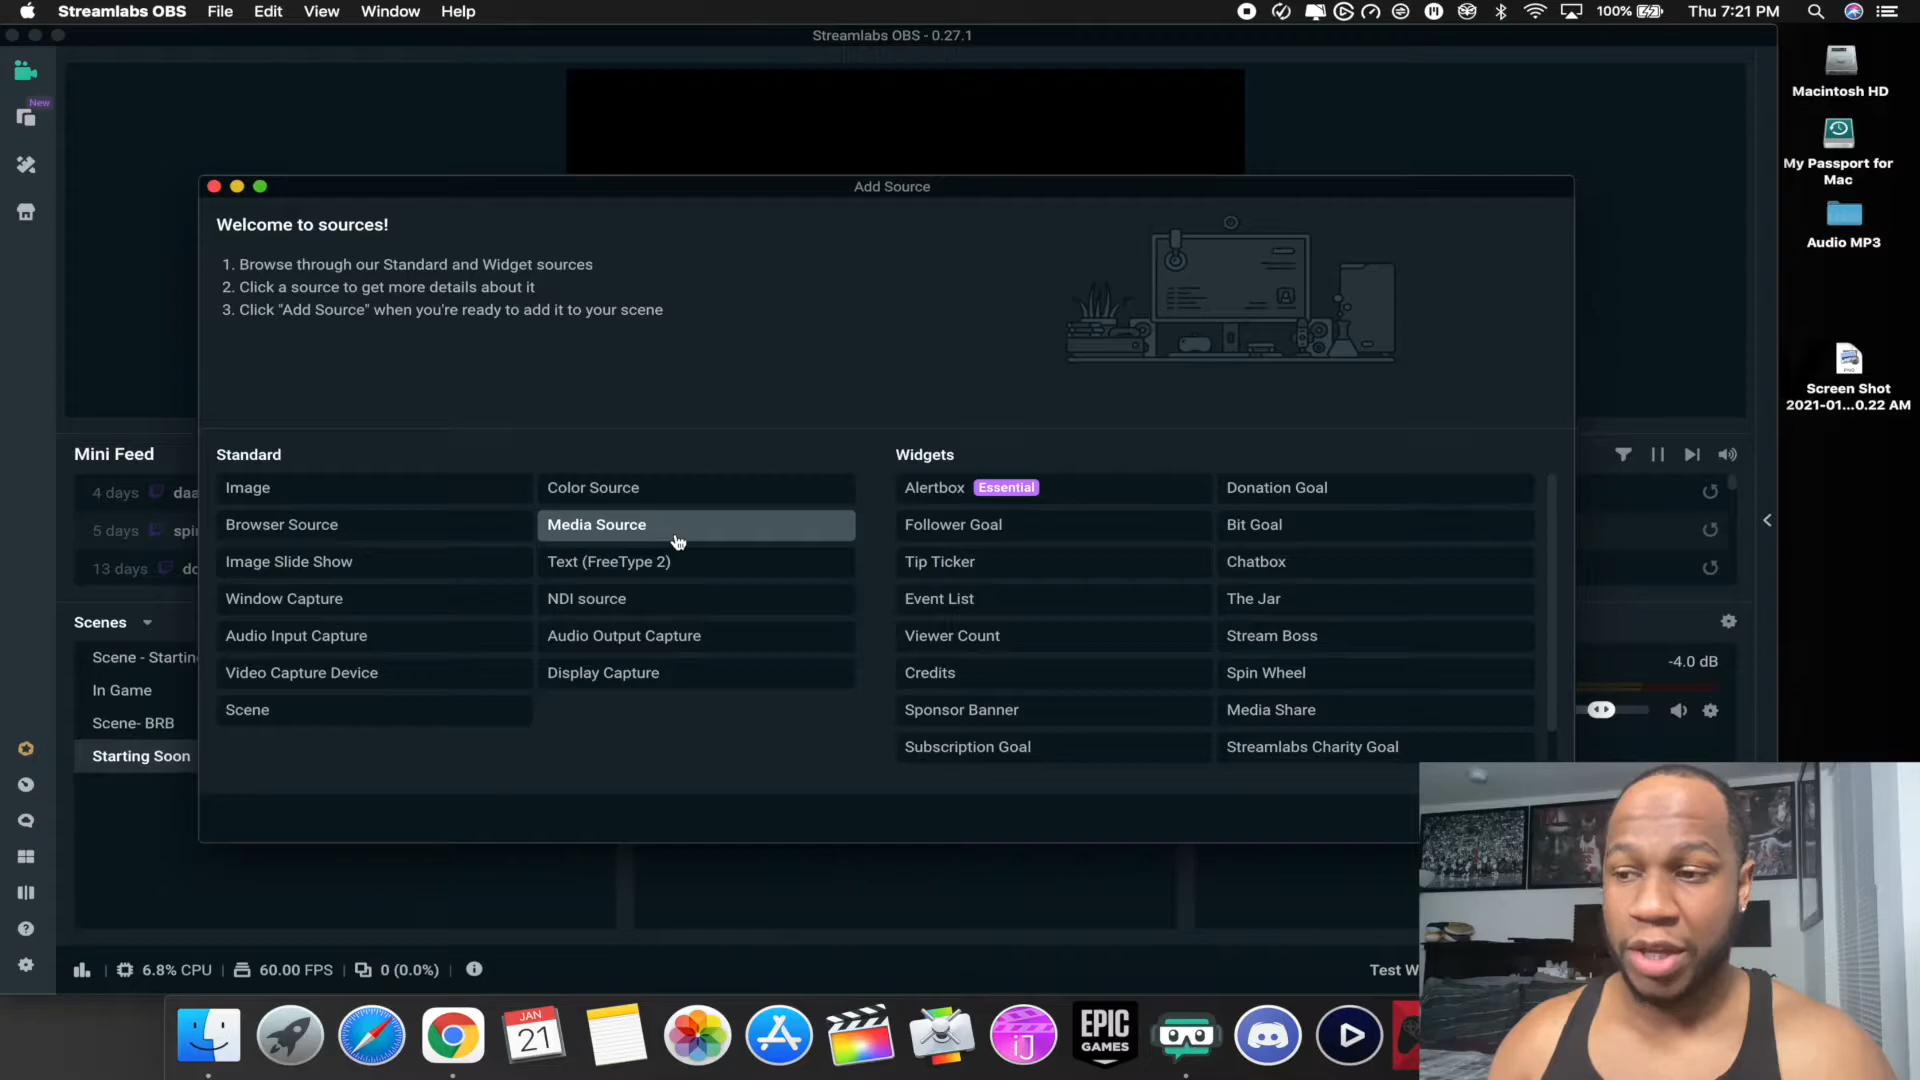 Streamlabs OBS File Edit View Window Help
100% Thu 7:21 PM
Streamlabs OBS - 0.27.1
New
Macintosh HD
My Passport for
Mac
Audio MP3
Screen Shot
2021-01...0.22 AM
Add Source
Welcome to sources!
1. Browse through our Standard and Widget sources
2. Click a source to get more details about it
3. Click "Add Source" when you're ready to add it to your scene
Standard
Image
Color Source
Browser Source
Media Source
Image Slide Show
Text (FreeType 2)
Window Capture
NDI source
Audio Input Capture
Audio Output Capture
Video Capture Device
Display Capture
Scene
Widgets
Alertbox Essential
Donation Goal
Follower Goal
Bit Goal
Tip Ticker
Chatbox
Event List
The Jar
Viewer Count
Stream Boss
Credits
Spin Wheel
Sponsor Banner
Media Share
Subscription Goal
Streamlabs Charity Goal
Mini Feed
4 days daa
5 days spi
13 days
Scenes
Scene - Startin
In Game
Scene- BRB
Starting Soon
-4.0 dB
6.8% CPU
60.00 FPS
0 (0.0%)
Test W
JAN
21
EPIC
GAMES